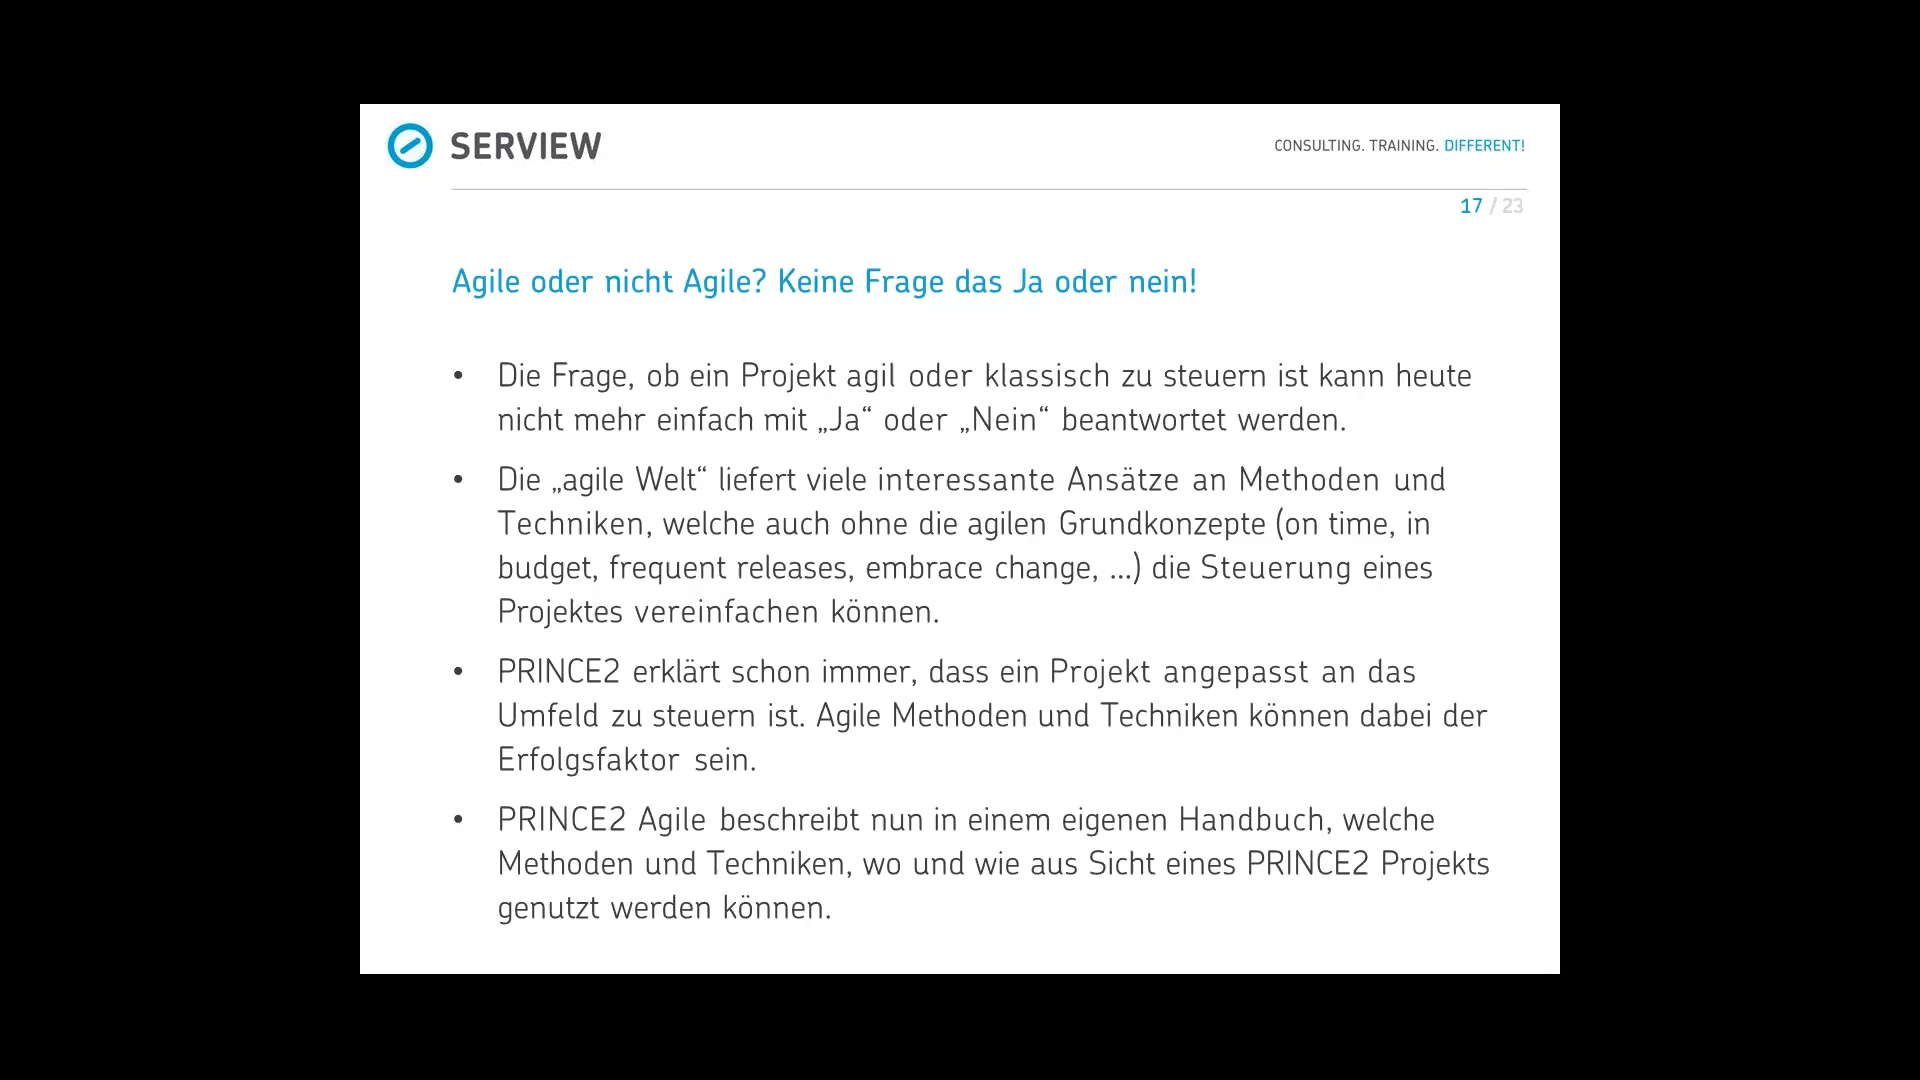 SERVIEW
CONSULTING. TRAINING. DIFFERENT!
17 / 23
Agile oder nicht Agile? Keine Frage das Ja oder nein!
• Die Frage, ob ein Projekt agil oder klassisch zu steuern ist kann heute
nicht mehr einfach mit „Ja“ oder „Nein“ beantwortet werden.
• Die „agile Welt“ liefert viele interessante Ansätze an Methoden und
Techniken, welche auch ohne die agilen Grundkonzepte (on time, in
budget, frequent releases, embrace change, ...) die Steuerung eines
Projektes vereinfachen können.
• PRINCE2 erklärt schon immer, dass ein Projekt angepasst an das
Umfeld zu steuern ist. Agile Methoden und Techniken können dabei der
Erfolgsfaktor sein.
• PRINCE2 Agile beschreibt nun in einem eigenen Handbuch, welche
Methoden und Techniken, wo und wie aus Sicht eines PRINCE2 Projekts
genutzt werden können.